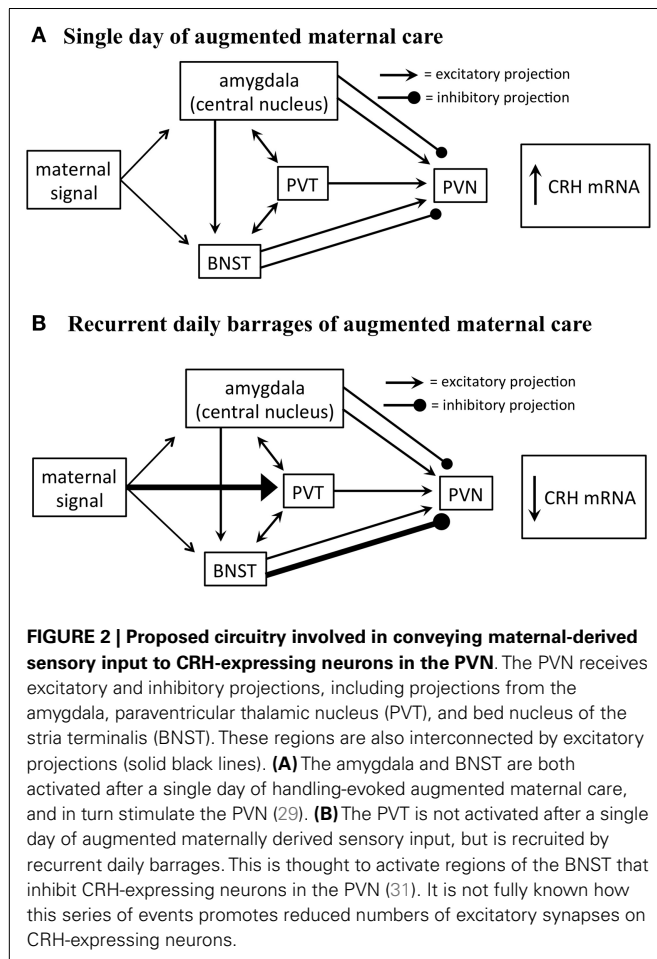 A Single day of augmented maternal care
amygdala
(central nucleus)
= excitatory projection
= inhibitory projection
maternal
signal
PVT
PVN
CRH mRNA
BNST
B Recurrent daily barrages of augmented maternal care
amygdala
(central nucleus)
= excitatory projection
= inhibitory projection
maternal
signal
PVT
PVN
CRH mRNA
BNST
FIGURE 2 | Proposed circuitry involved in conveying maternal-derived
sensory input to CRH-expressing neurons in the PVN. The PVN receives
excitatory and inhibitory projections, including projections from the
amygdala, paraventricular thalamic nucleus (PVT), and bed nucleus of the
stria terminalis (BNST). These regions are also interconnected by excitatory
projections (solid black lines). (A) The amygdala and BNST are both
activated after a single day of handling-evoked augmented maternal care,
and in turn stimulate the PVN (29). (B) The PVT is not activated after a single
day of augmented maternally derived sensory input, but is recruited by
recurrent daily barrages. This is thought to activate regions of the BNST that
inhibit CRH-expressing neurons in the PVN (31). It is not fully known how
this series of events promotes reduced numbers of excitatory synapses on
CRH-expressing neurons.